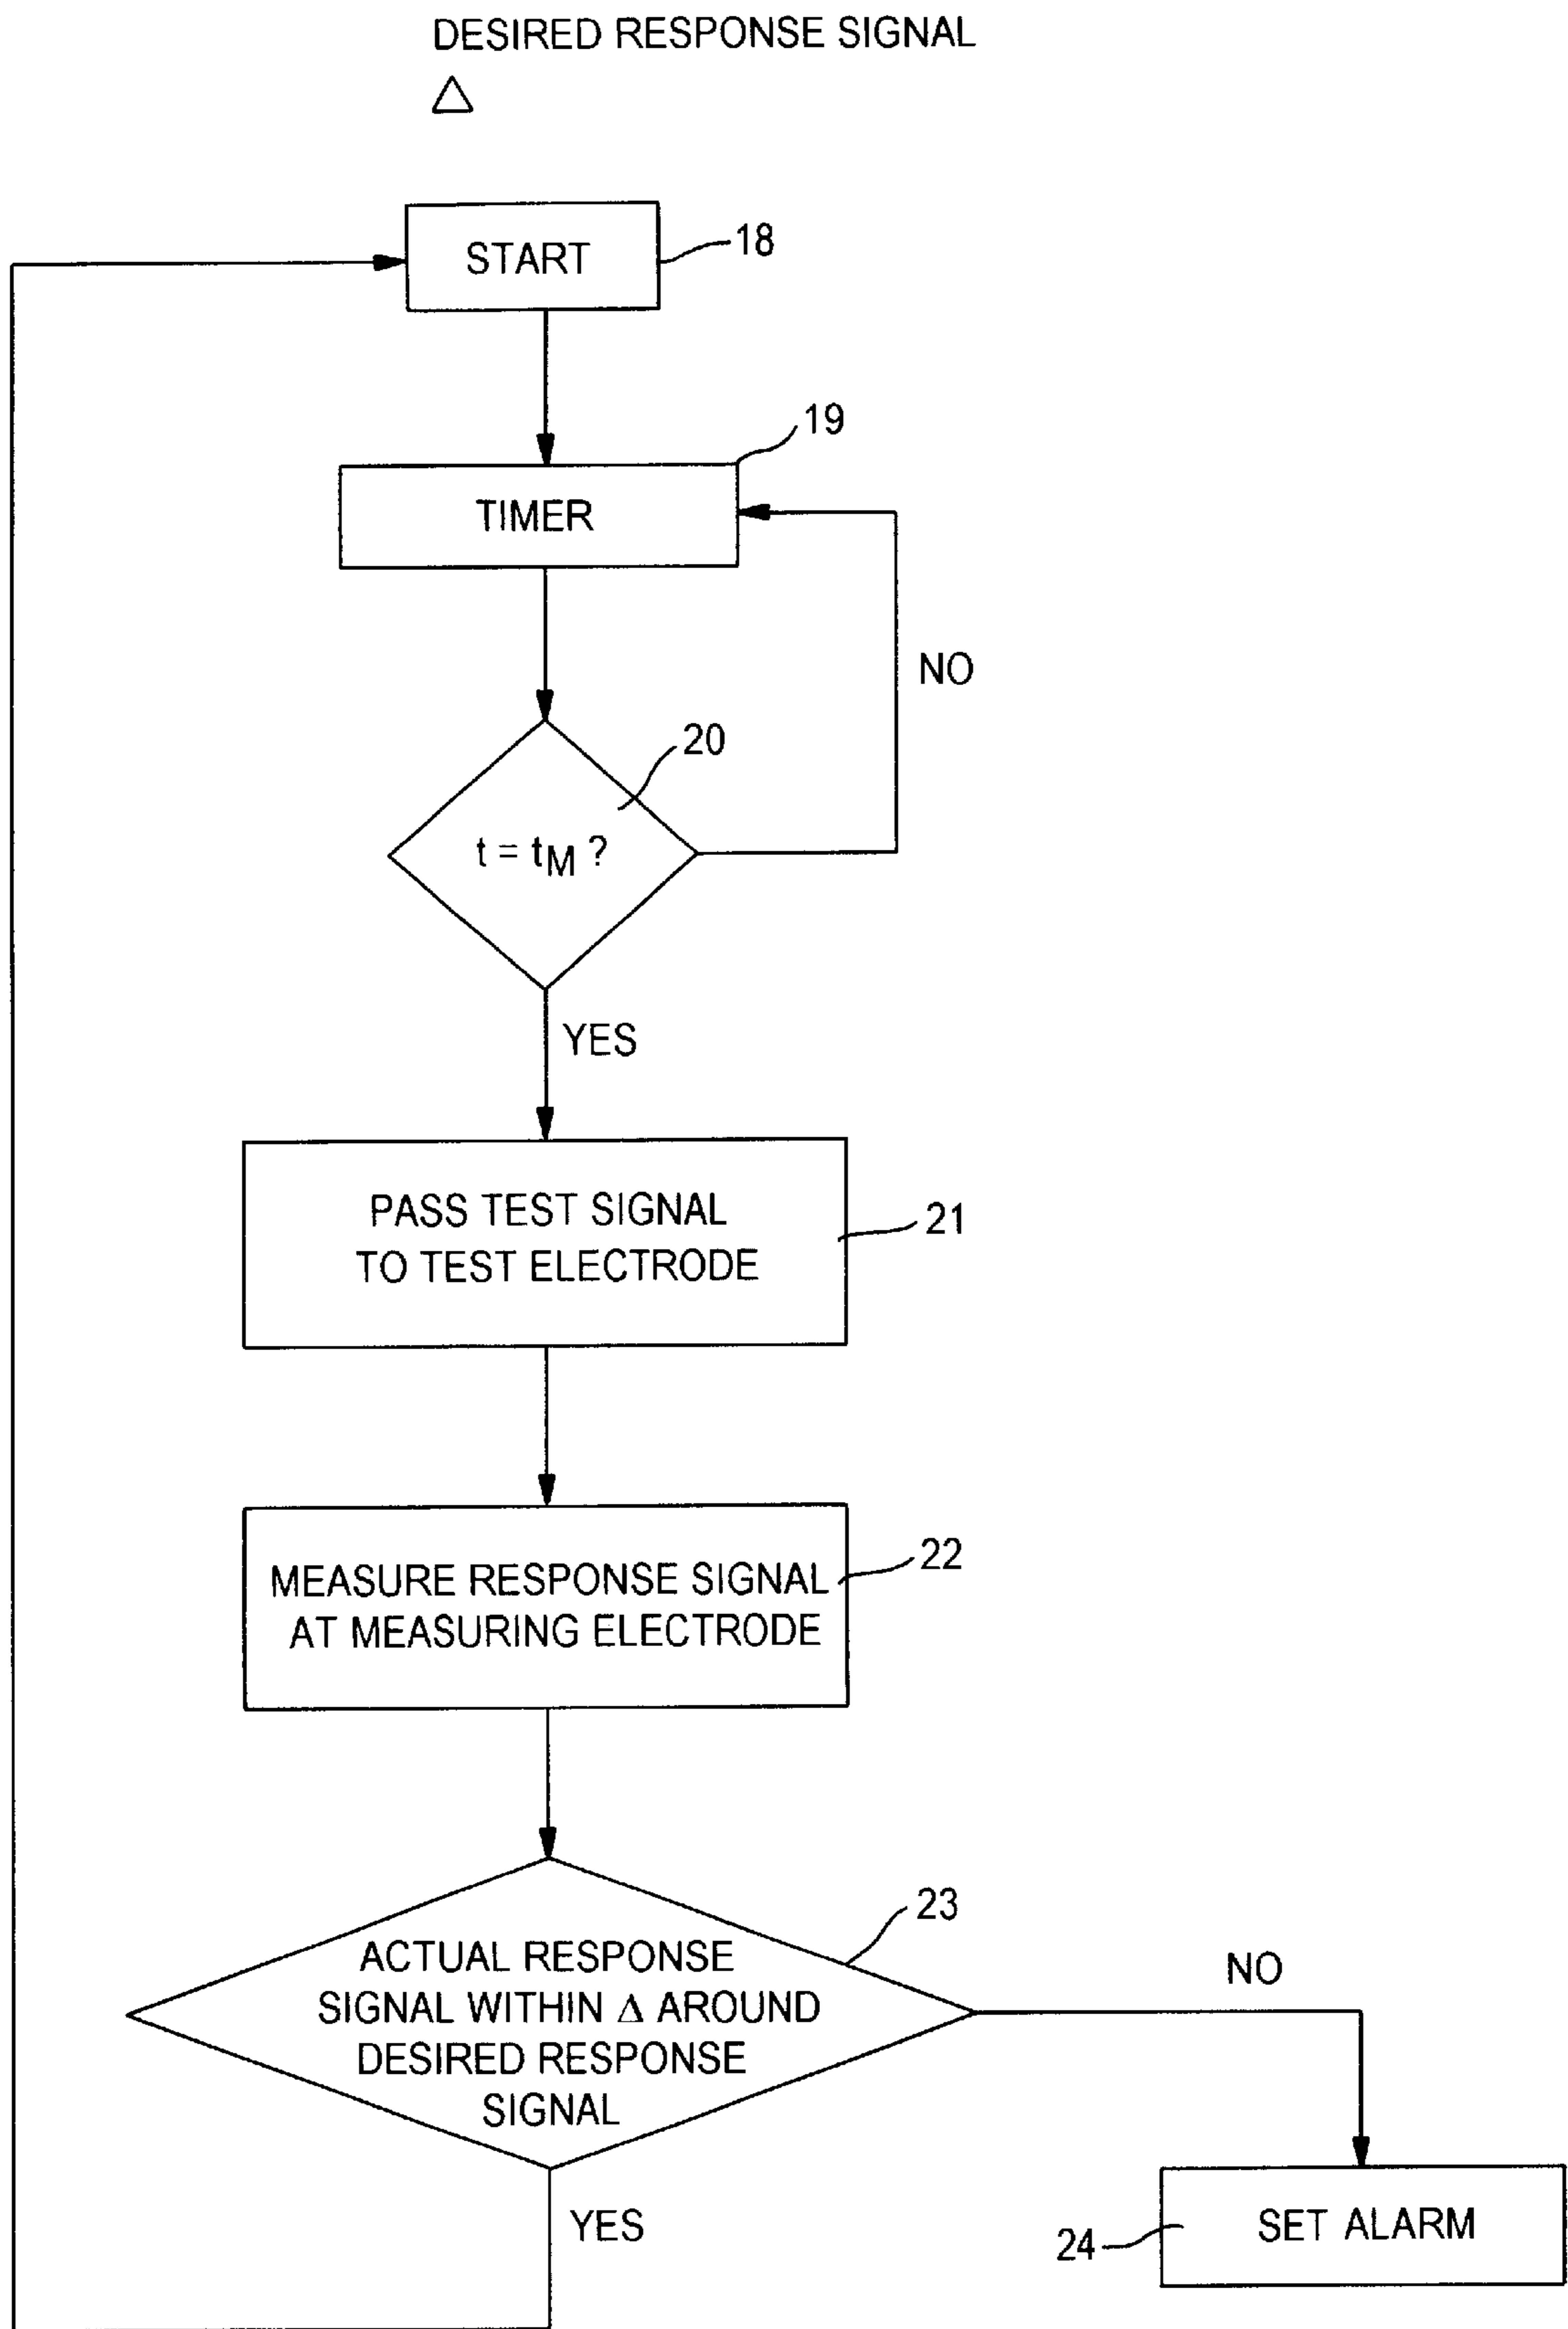 DESIRED RESPONSE SIGNAL
△
START
18
19
TIMER
NO
20
t = tM ?
YES
PASS TEST SIGNAL
TO TEST ELECTRODE
21
22
MEASURE RESPONSE SIGNAL
AT MEASURING ELECTRODE
23
ACTUAL RESPONSE
SIGNAL WITHIN Δ AROUND
DESIRED RESPONSE
SIGNAL
NO
YES
24
SET ALARM